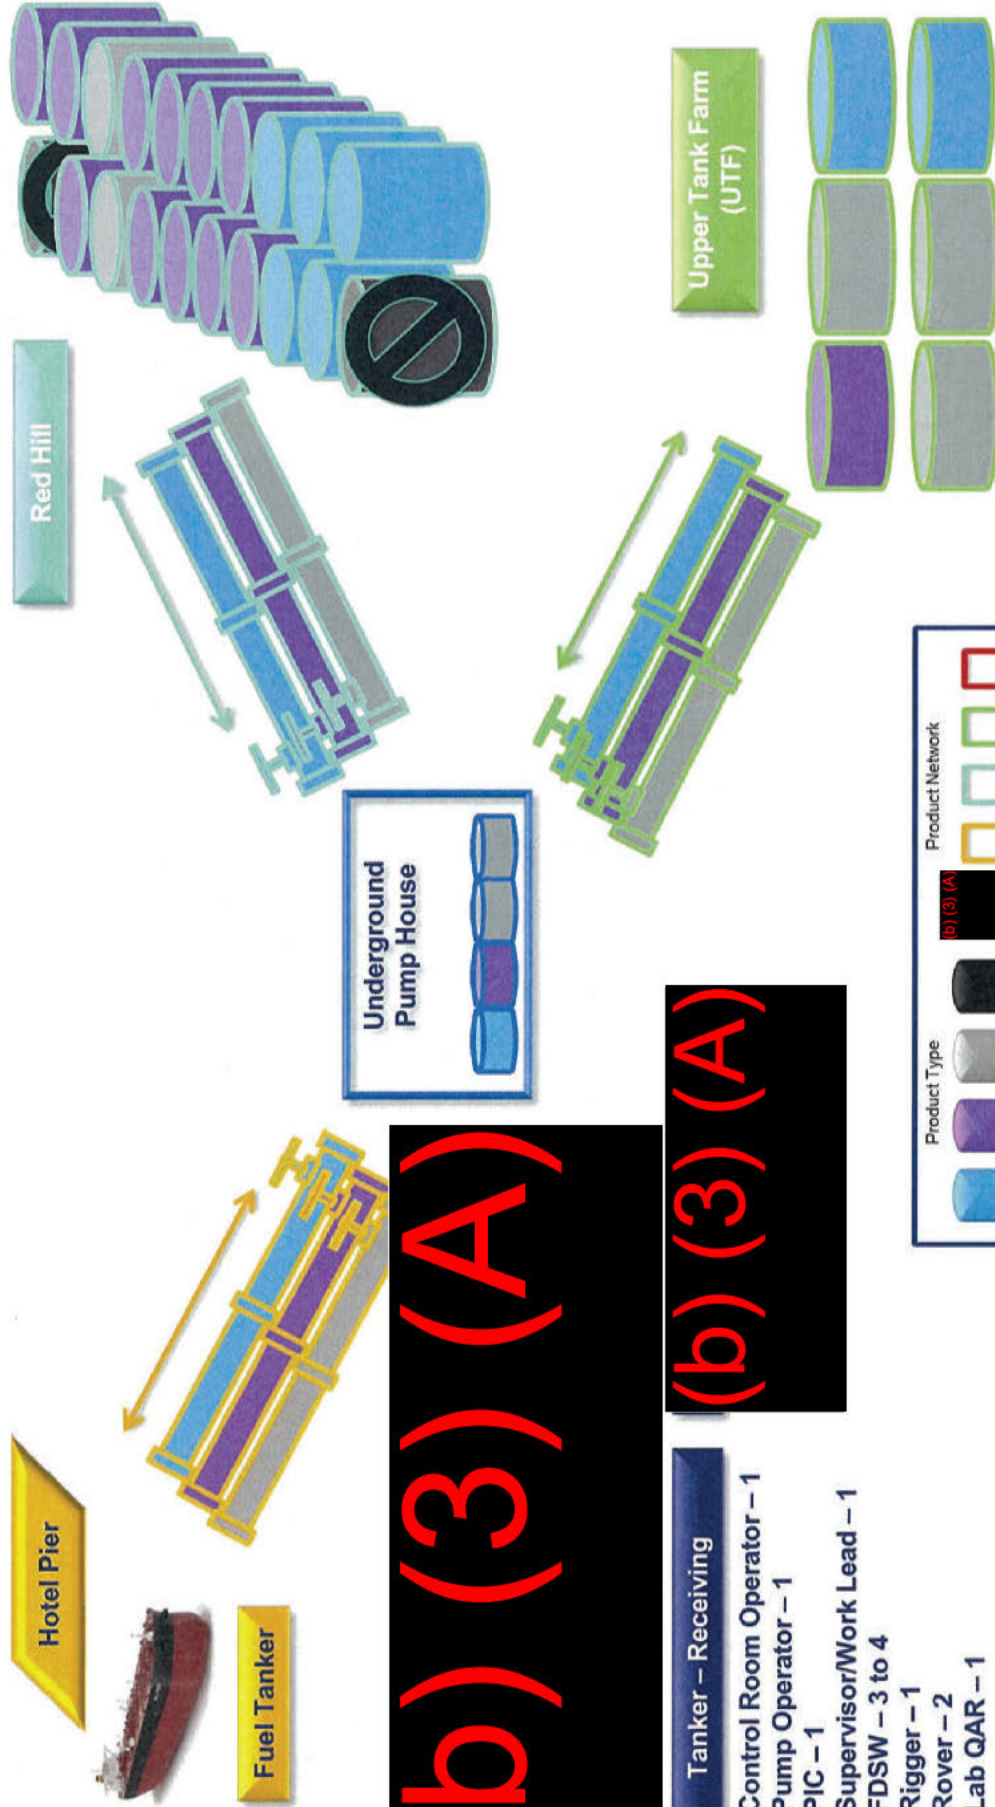 Hotel Pier
Fuel Tanker
Red Hill
Underground
Pump House
Upper Tank Farm
(UTF)
b) (3) (A)
(b) (3) (A)
Tanker – Receiving
Control Room Operator – 1
Pump Operator – 1
PIC – 1
Supervisor/Work Lead – 1
FDSW – 3 to 4
Rigger – 1
Rover – 2
Lab QAR – 1
Product Type
(b) (3) (A)
Product Network